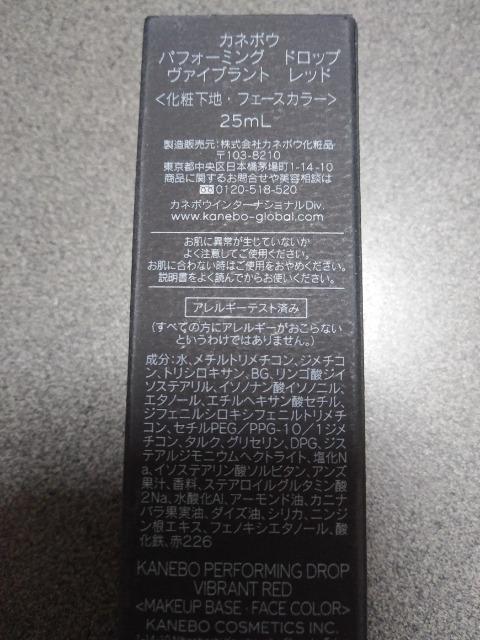 カネボウ
パフォーミング ドロップ
ヴァイブラント レッド
＜化粧下地・フェースカラー＞
25mL
製造販売元:株式会社カネボウ化粧品
〒103-8210
東京都中央区日本橋茅場町1-14-10
商品に関するお問合せや美容相談は
0120-518-520
カネボウインターナショナルDiv.
www.kanebo-global.com
お肌に異常が生じていないか
よく注意してご使用ください。
お肌に合わない時はご使用をおやめください。
説明書をよく読んでからお使いください。
アレルギーテスト済み
(すべての方にアレルギーがおこらない
というわけではありません。)
成分:水、メチルトリメチコン、ジメチコ
ン、トリシロキサン、BG、リンゴ酸ジイ
ソステアリル、イソノナン酸イソノニル、
エタノール、エチルヘキサン酸セチル、
ジフェニルシロキシフェニルトリメチ
コン、セチルPEG/PPG-10/1ジメ
チコン、タルク、グリセリン、DPG、ジス
テアルジモニウムヘクトライト、塩化N
a、イソステアリン酸ソルビタン、アンズ
果汁、香料、ステアロイルグルタミン酸
2Na、水酸化Al、アーモンド油、カニナ
バラ果実油、ダイズ油、シリカ、ニンジ
ン根エキス、フェノキシエタノール、酸
化鉄、赤226
KANEBO PERFORMING DROP
VIBRANT RED
<MAKEUP BASE・FACE COLOR>
KANEBO COSMETICS INC.